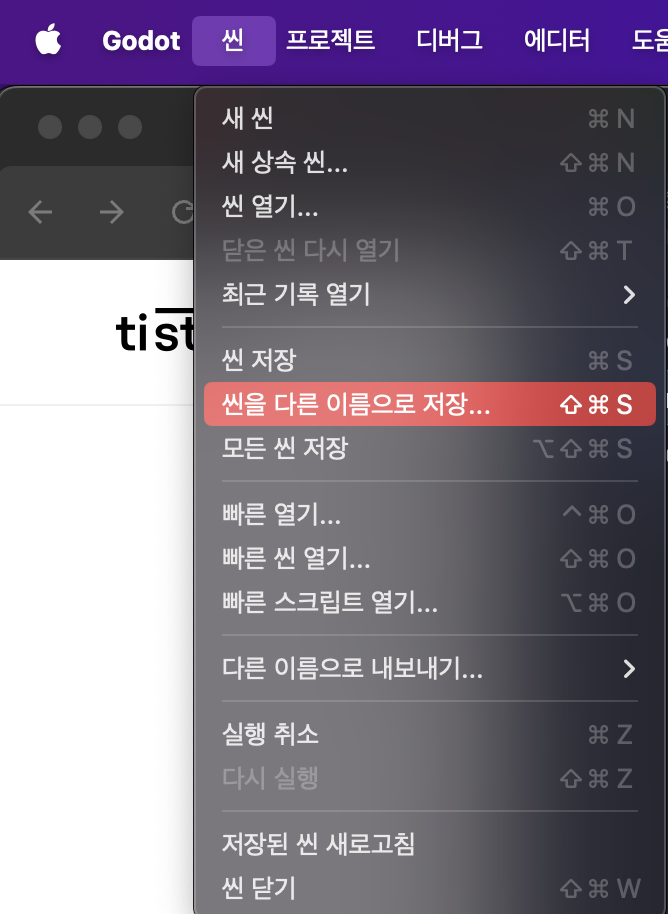 Godot 씬 프로젝트 디버그 에디터
새 씬 ⌘ N
새 상속 씬... ⇧ ⌘ N
씬 열기... ⌘ O
닫은 씬 다시 열기 ⇧ ⌘ T
최근 기록 열기
tist
씬 저장 ⌘ S
씬을 다른 이름으로 저장... ⇧ ⌘ S
모든 씬 저장 ⌥ ⇧ ⌘ S
빠른 열기... ^ ⌘ O
빠른 씬 열기... ⇧ ⌘ O
빠른 스크립트 열기... ⌥ ⌘ O
다른 이름으로 내보내기...
실행 취소 ⌘ Z
다시 실행 ⇧ ⌘ Z
저장된 씬 새로고침
씬 닫기 ⇧ ⌘ W